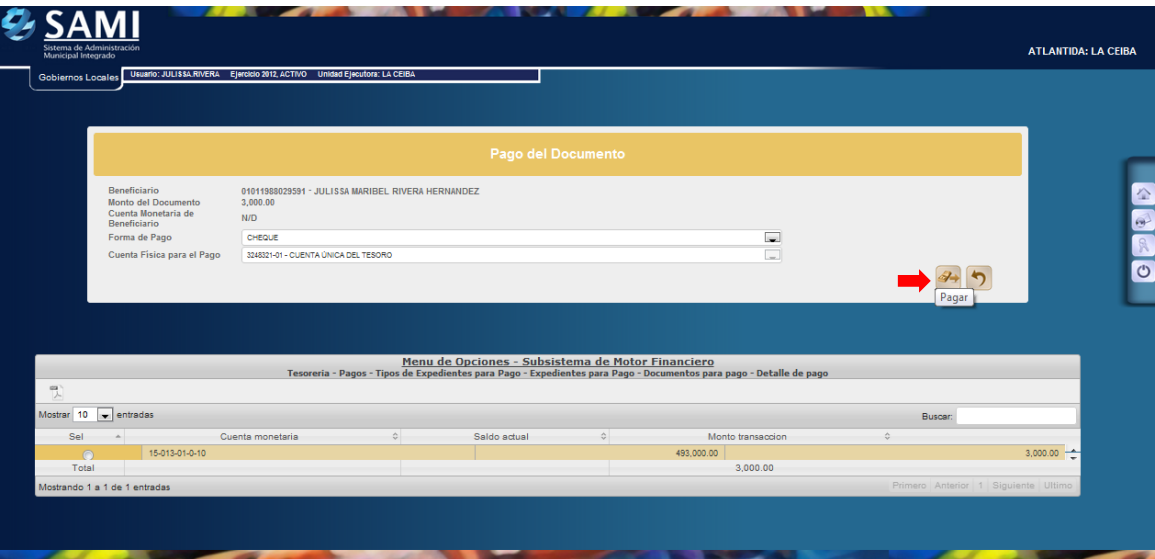 SAMI
Sistema de Administración
Municipal Integrado
ATLANTIDA: LA CEIBA
Gobiernos Locales
Usuario: JULISSA.RIVERA Ejercicio 2012, ACTIVO Unidad Ejecutora: LA CEIBA
Pago del Documento
Beneficiario 01011988029591 - JULISSA MARIBEL RIVERA HERNANDEZ
Monto del Documento 3,000.00
Cuenta Monetaria de
Beneficiario N/D
Forma de Pago CHEQUE
Cuenta Física para el Pago 3248321-01 - CUENTA ÚNICA DEL TESORO ...
Pagar
Menu de Opciones - Subsistema de Motor Financiero
Tesoreria - Pagos - Tipos de Expedientes para Pago - Expedientes para Pago - Documentos para pago - Detalle de pago
Mostrar 10 entradas Buscar:
Sel Cuenta monetaria Saldo actual Monto transaccion
15-013-01-0-10 493,000.00 3,000.00
Total 3,000.00
Mostrando 1 a 1 de 1 entradas Primero Anterior 1 Siguiente Ultimo